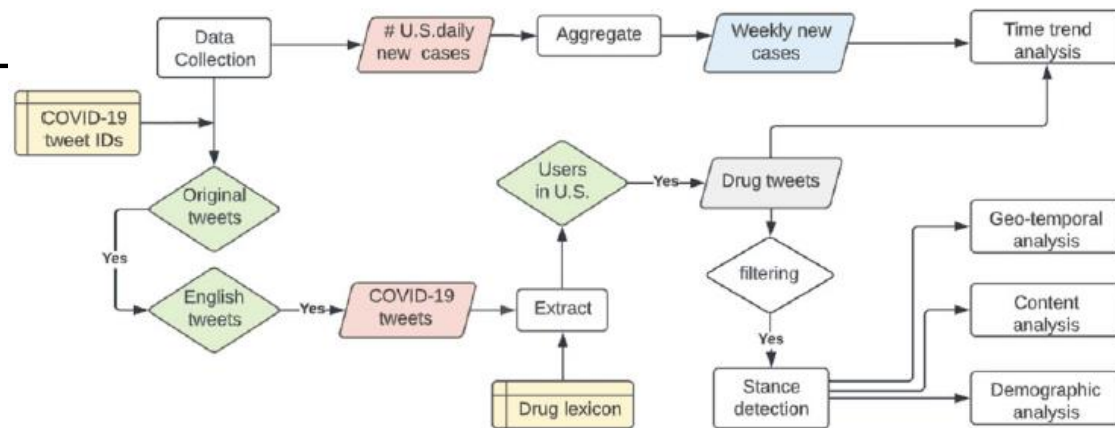 Data
Collection
# U.S.daily
new cases
Aggregate
Weekly new
cases
Time trend
analysis
COVID-19
tweet IDs
Original
tweets
Users
in U.S.
Yes
Drug tweets
Geo-temporal
analysis
Yes
filtering
English
tweets
Yes
COVID-19
tweets
Extract
Content
analysis
Yes
Drug lexicon
Stance
detection
Demographic
analysis